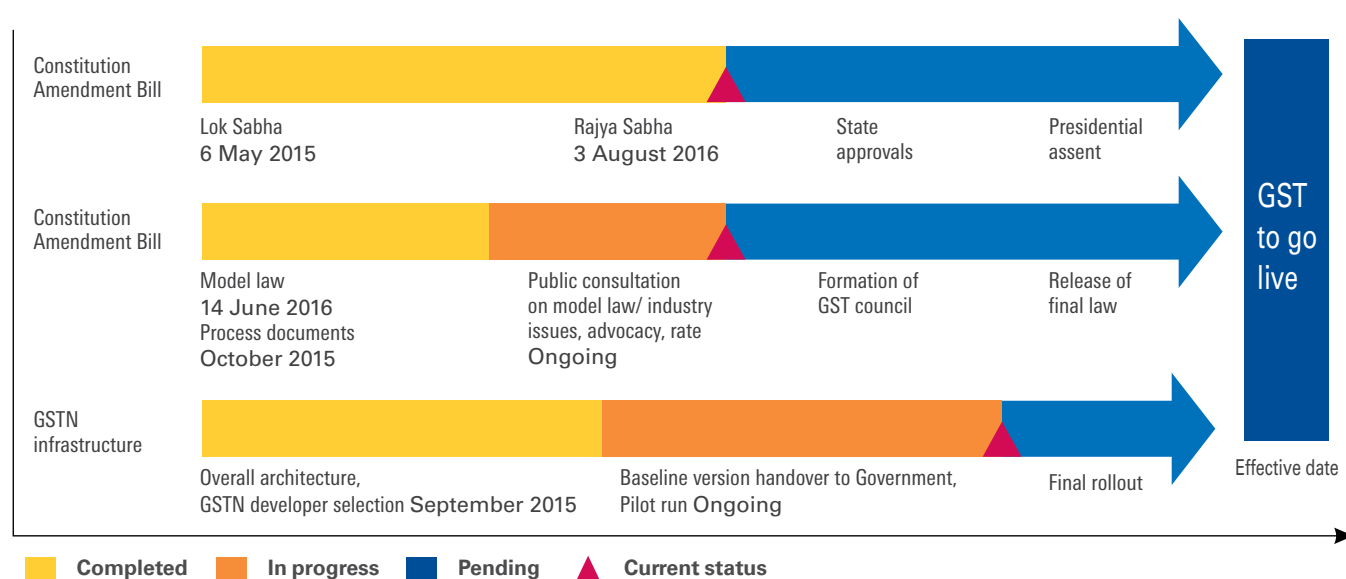 Constitution
Amendment Bill
Lok Sabha
6 May 2015
Rajya Sabha
3 August 2016
State
approvals
Presidential
assent
Constitution
Amendment Bill
Model law
14 June 2016
Process documents
October 2015
Public consultation
on model law/ industry
issues, advocacy, rate
Ongoing
Formation of
GST council
Release of
final law
GSTN
infrastructure
Overall architecture,
GSTN developer selection September 2015
Baseline version handover to Government,
Pilot run Ongoing
Final rollout
GST
to go
live
Effective date
Completed
In progress
Pending
Current status